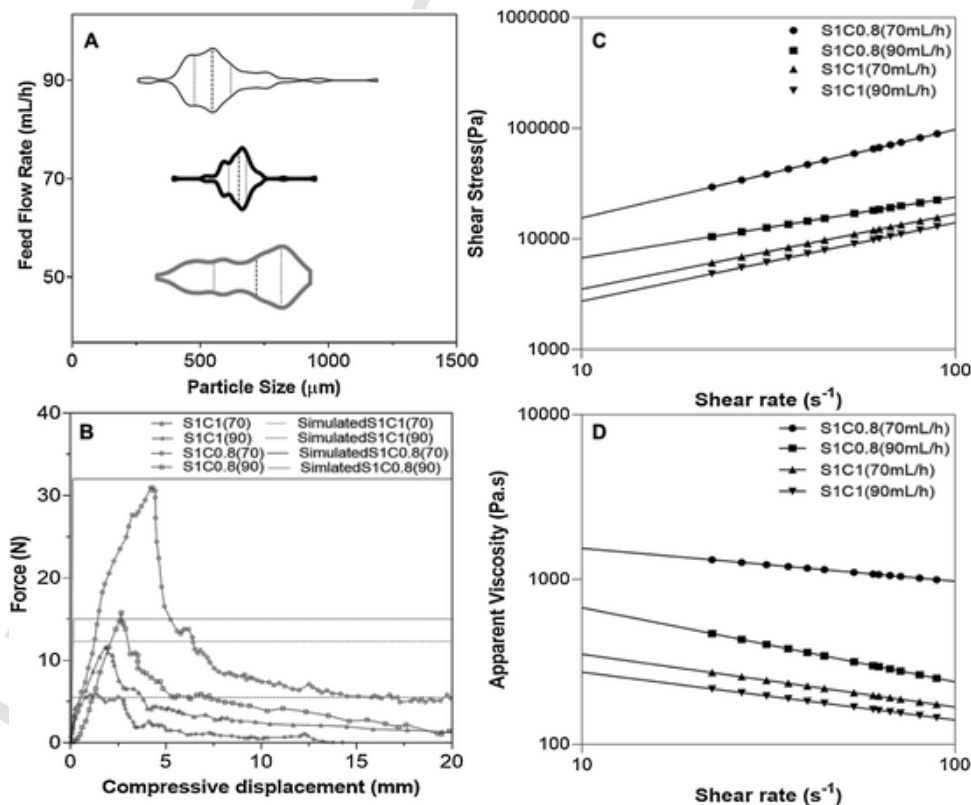 A
Feed Flow Rate (mL/h)
90
70
50
0
500
1000
1500
Particle Size (µm)
B
S1C1(70)
S1C1(90)
S1C0.8(70)
S1C0.8(90)
SimulatedS1C1(70)
SimulatedS1C1(90)
SimulatedS1C0.8(70)
SimlatedS1C0.8(90)
Force (N)
40
30
20
10
0
0
5
10
15
20
Compressive displacement (mm)
C
S1C0.8(70mL/h)
S1C0.8(90mL/h)
S1C1(70mL/h)
S1C1(90mL/h)
Shear Stress(Pa)
1000000
100000
10000
1000
10
100
Shear rate (s⁻¹)
D
S1C0.8(70mL/h)
S1C0.8(90mL/h)
S1C1(70mL/h)
S1C1(90mL/h)
Apparent Viscosity (Pa.s)
10000
1000
100
10
100
Shear rate (s⁻¹)